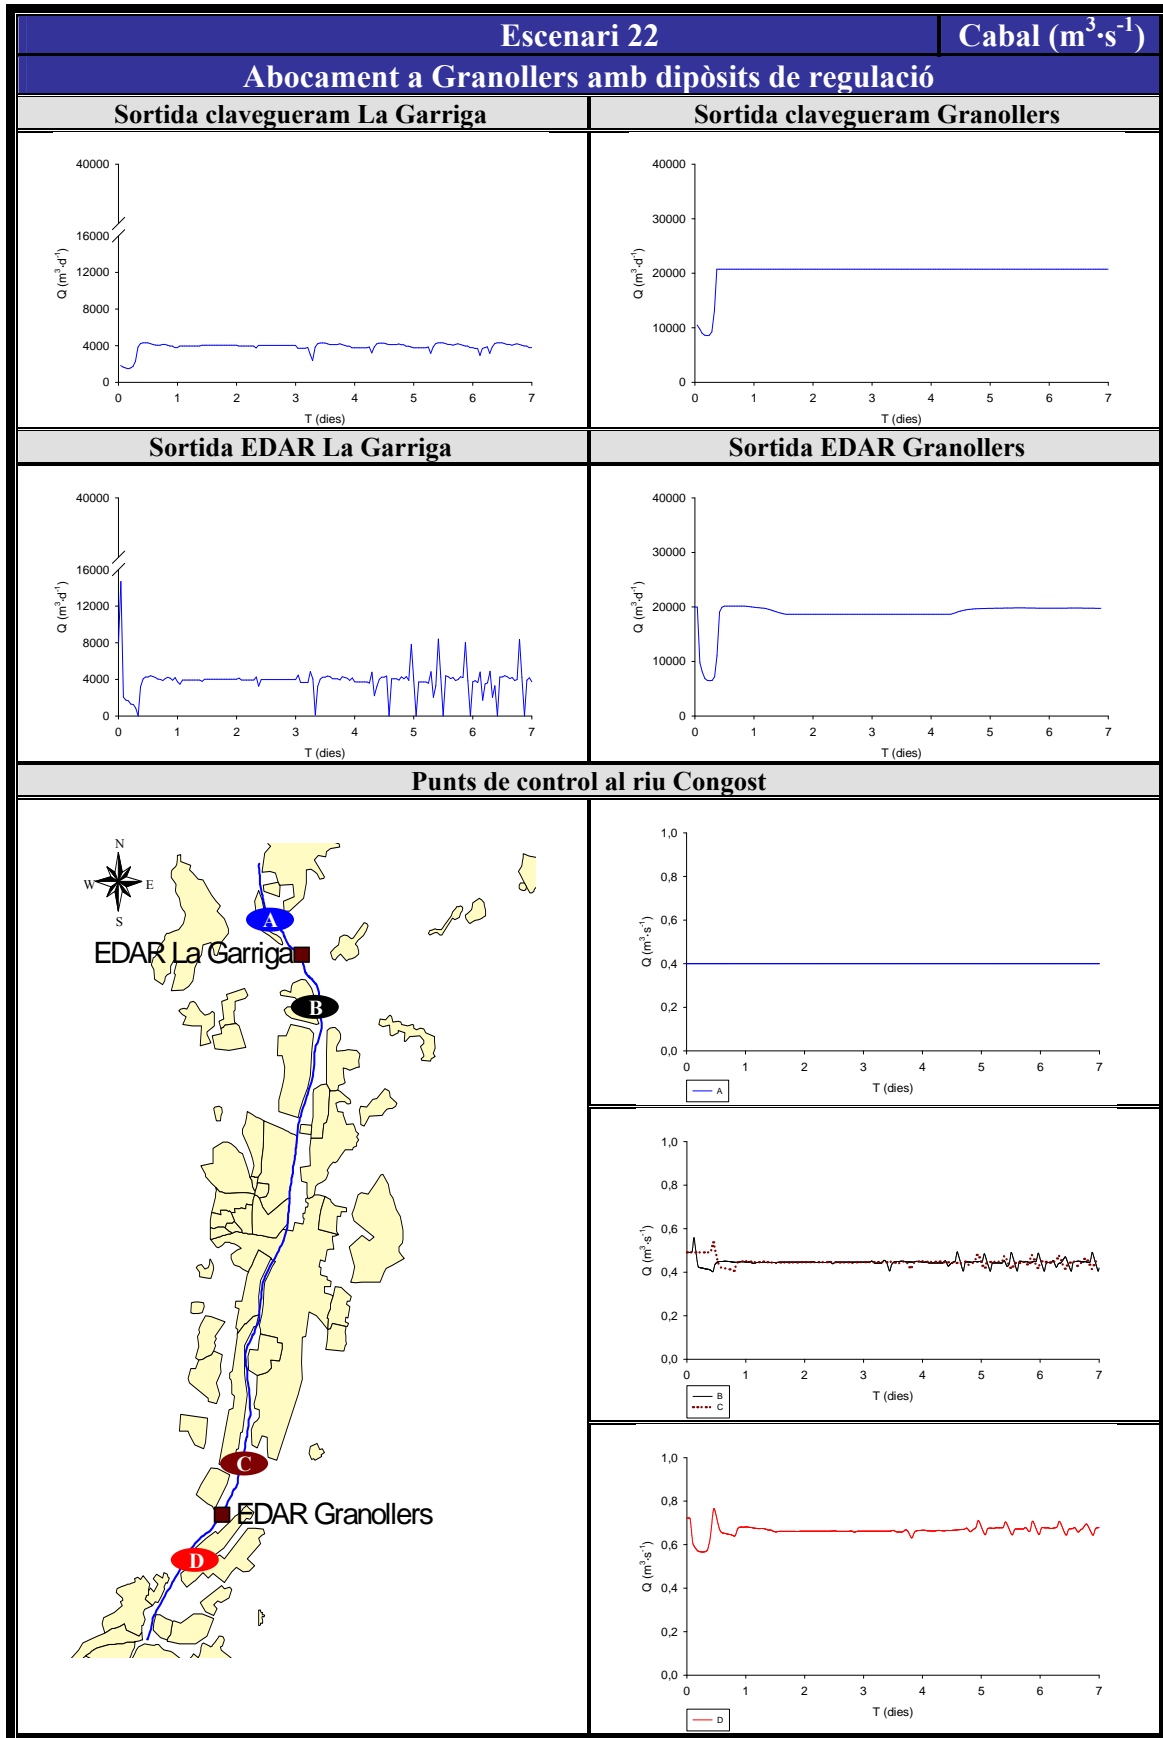 Escenari 22
Cabal (m³·s⁻¹)
Abocament a Granollers amb dipòsits de regulació
Sortida clavegueram La Garriga
Sortida clavegueram Granollers
40000
16000
12000
8000
4000
0
Q (m³·d⁻¹)
0 1 2 3 4 5 6 7
T (dies)
40000
30000
20000
10000
0
Q (m³·d⁻¹)
0 1 2 3 4 5 6 7
T (dies)
Sortida EDAR La Garriga
Sortida EDAR Granollers
40000
16000
12000
8000
4000
0
Q (m³·d⁻¹)
0 1 2 3 4 5 6 7
T (dies)
40000
30000
20000
10000
0
Q (m³·d⁻¹)
0 1 2 3 4 5 6 7
T (dies)
Punts de control al riu Congost
N
W E
S
A
EDAR La Garriga
B
C
EDAR Granollers
D
1,0
0,8
0,6
0,4
0,2
0,0
Q (m³·s⁻¹)
0 1 2 3 4 5 6 7
T (dies)
A
1,0
0,8
0,6
0,4
0,2
0,0
Q (m³·s⁻¹)
0 1 2 3 4 5 6 7
T (dies)
B
C
1,0
0,8
0,6
0,4
0,2
0,0
Q (m³·s⁻¹)
0 1 2 3 4 5 6 7
T (dies)
D